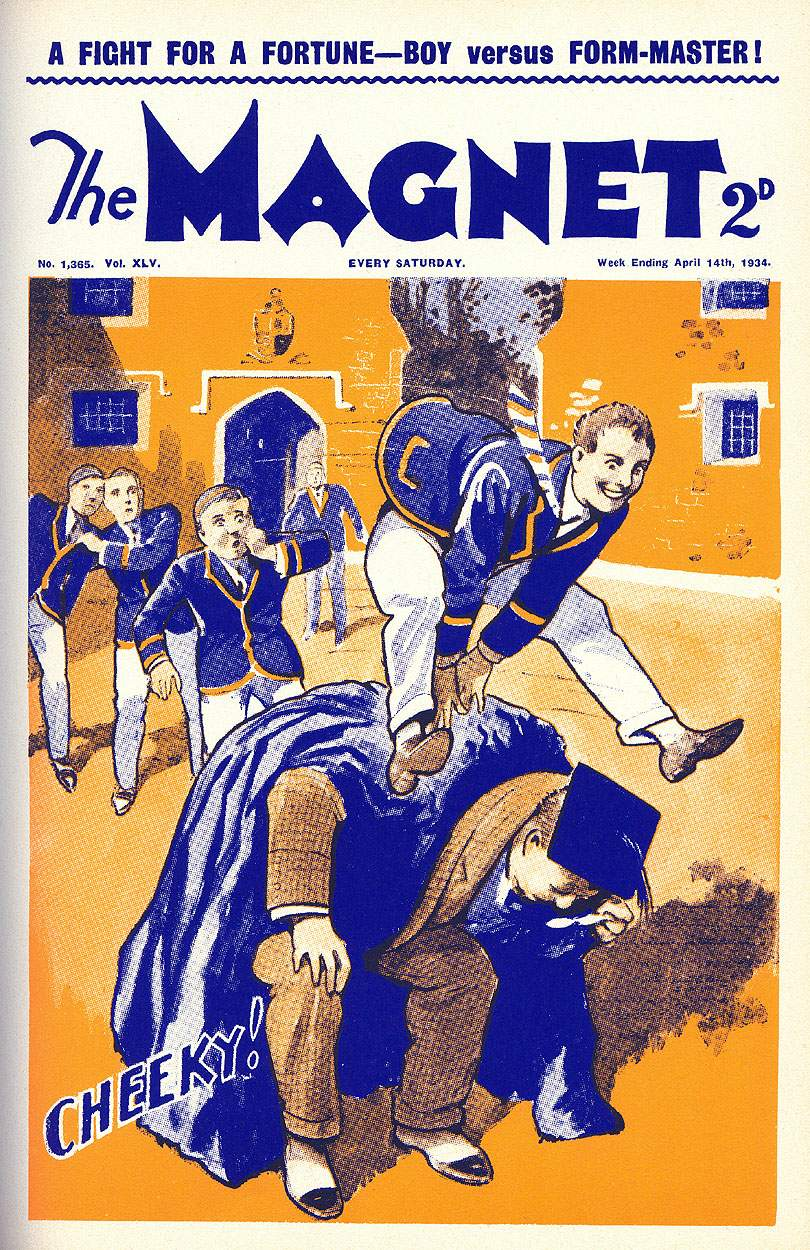 A FIGHT FOR A FORTUNE—BOY versus FORM-MASTER!
The MAGNET 2D
No. 1,365. Vol. XLV. EVERY SATURDAY. Week Ending April 14th, 1934.
CHEEKY!